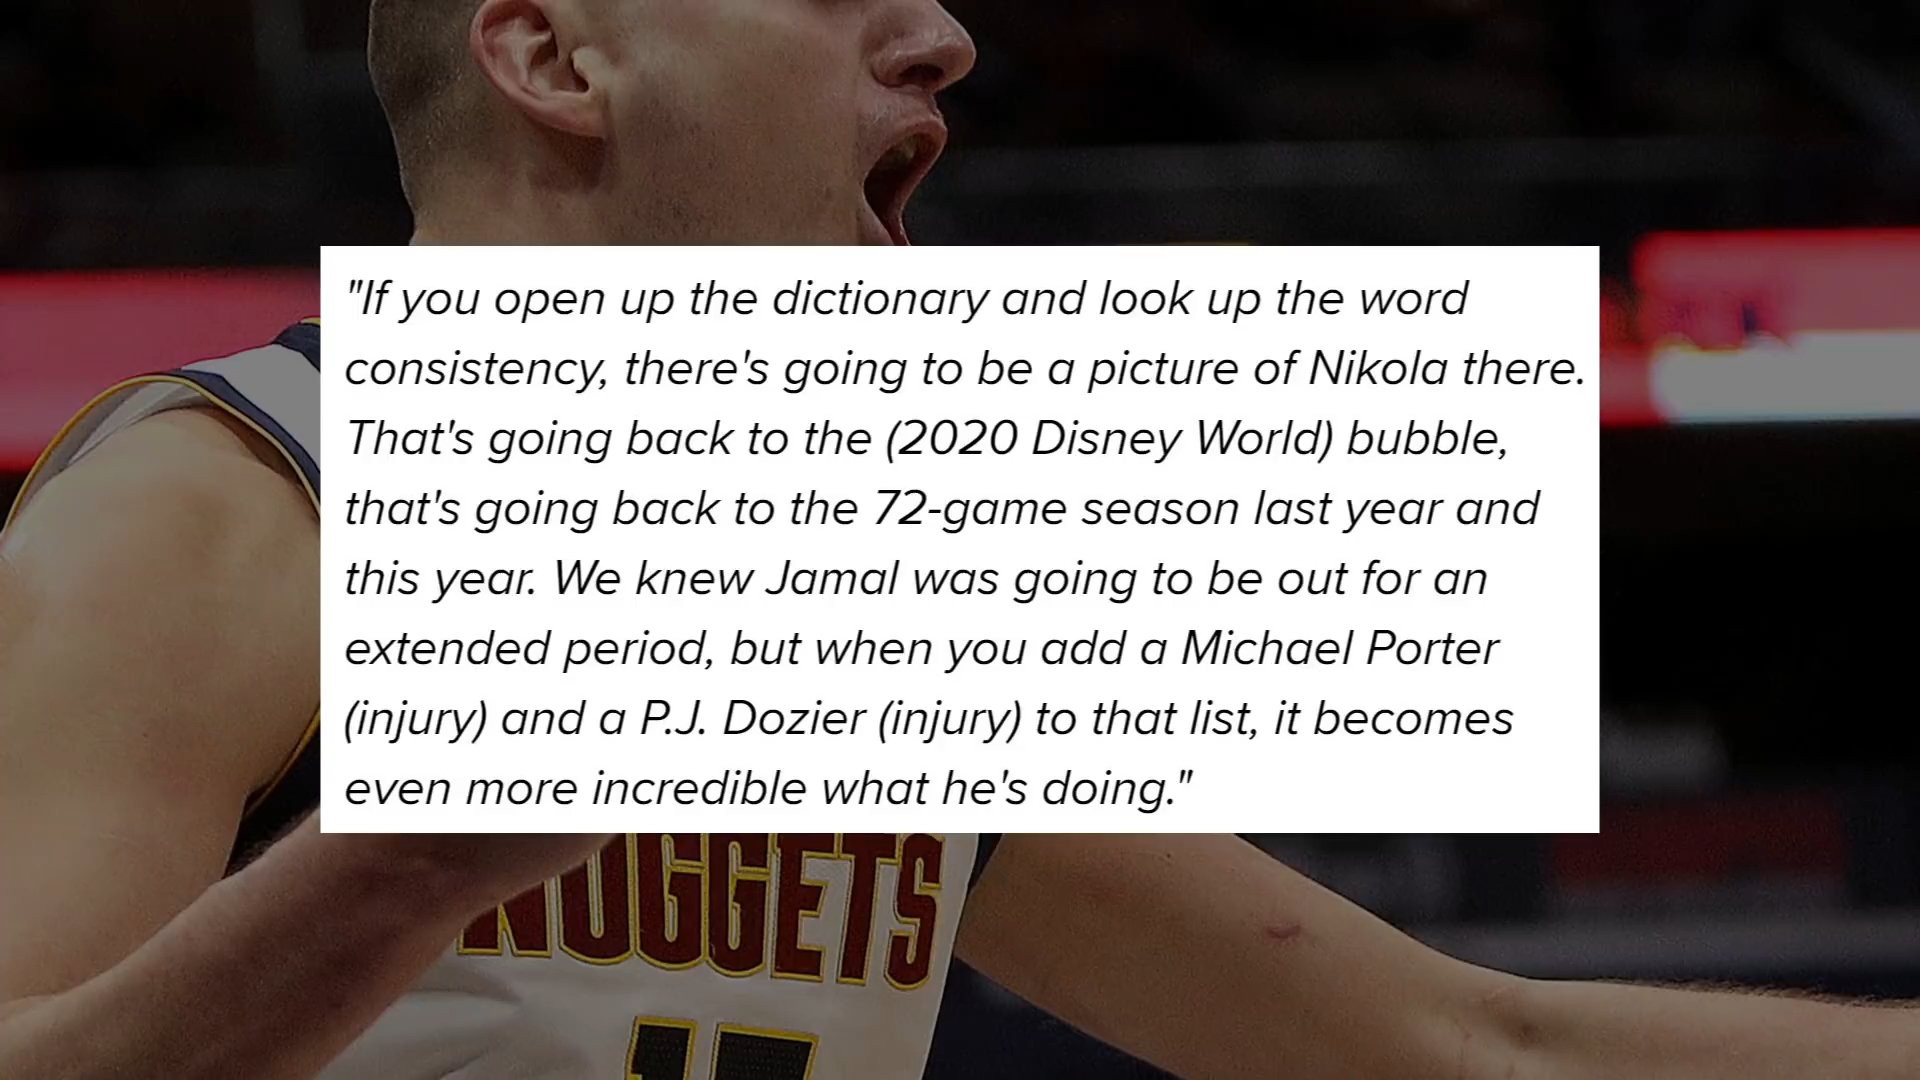 "If you open up the dictionary and look up the word
consistency, there's going to be a picture of Nikola there.
That's going back to the (2020 Disney World) bubble,
that's going back to the 72-game season last year and
this year. We knew Jamal was going to be out for an
extended period, but when you add a Michael Porter
(injury) and a P.J. Dozier (injury) to that list, it becomes
even more incredible what he's doing."
NUGGETS
15